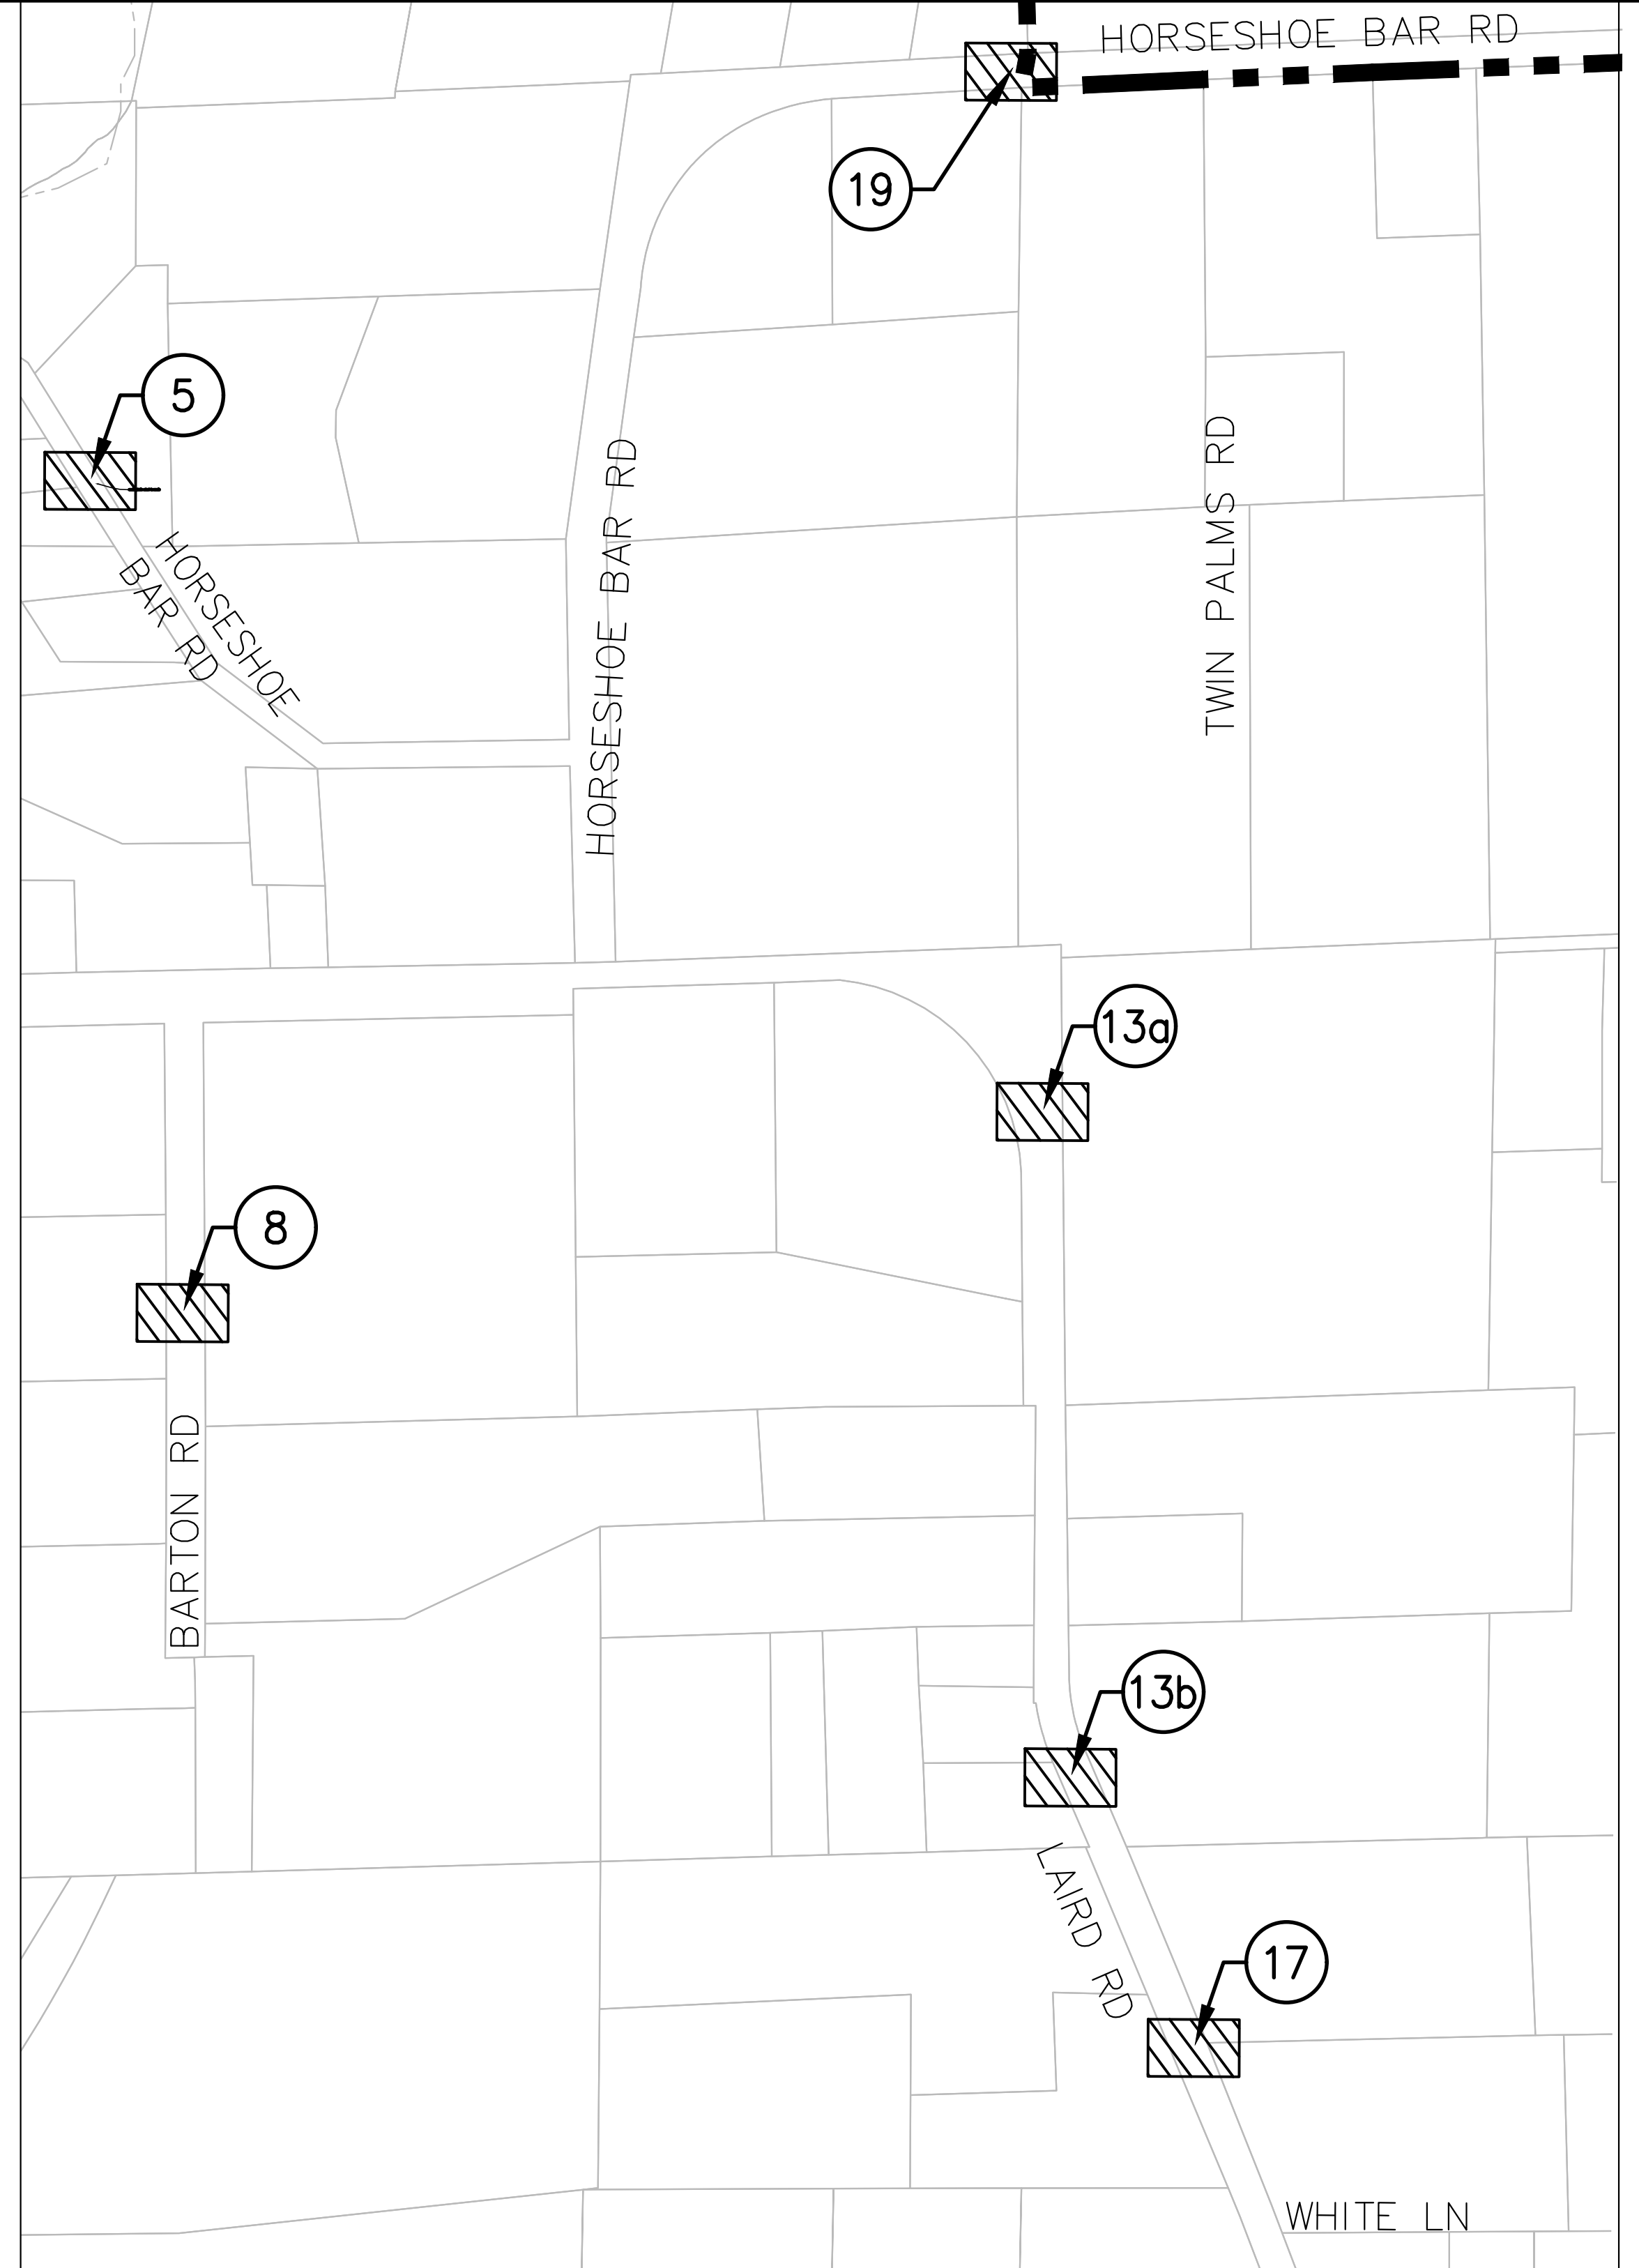 HORSESHOE BAR RD
19
5
HORSESHOE
BAR RD
HORSESHOE BAR RD
TWIN PALMS RD
13a
8
BARTON RD
13b
LAIRD RD
17
WHITE LN